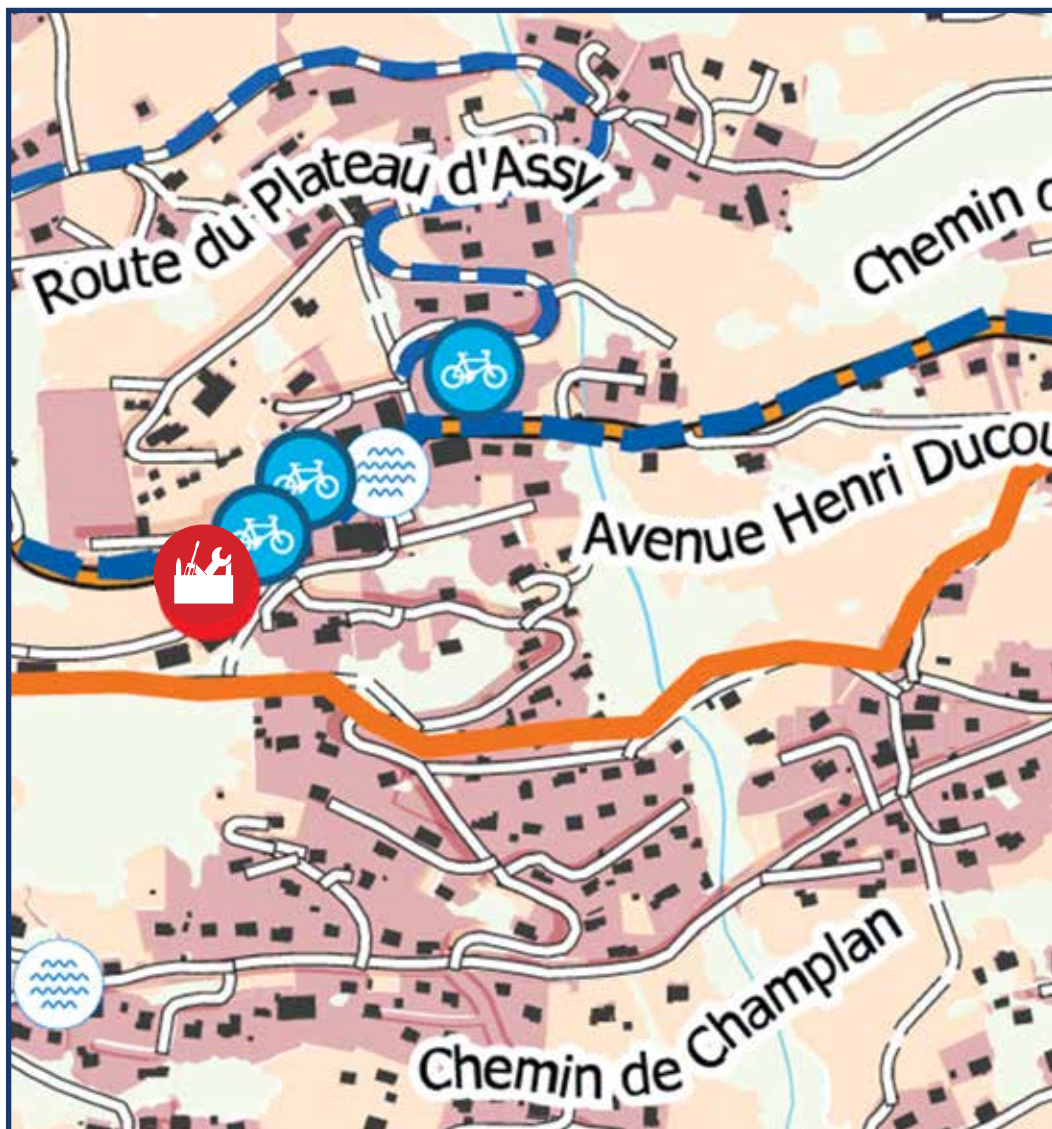 Route du Plateau d'Assy
Chemin d
Avenue Henri Ducou
Chemin de Champlan